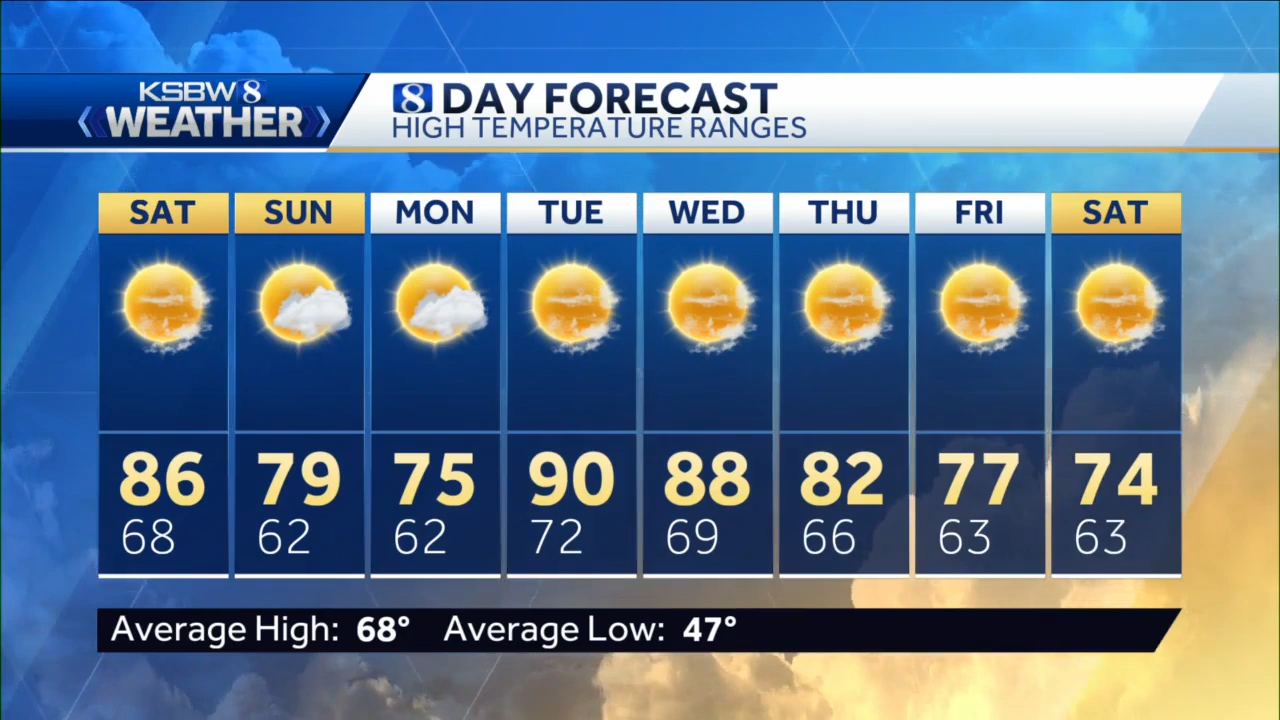 KSBW 8
WEATHER
8 DAY FORECAST
HIGH TEMPERATURE RANGES
SAT SUN MON TUE WED THU FRI SAT
86 79 75 90 88 82 77 74
68 62 62 72 69 66 63 63
Average High: 68° Average Low: 47°